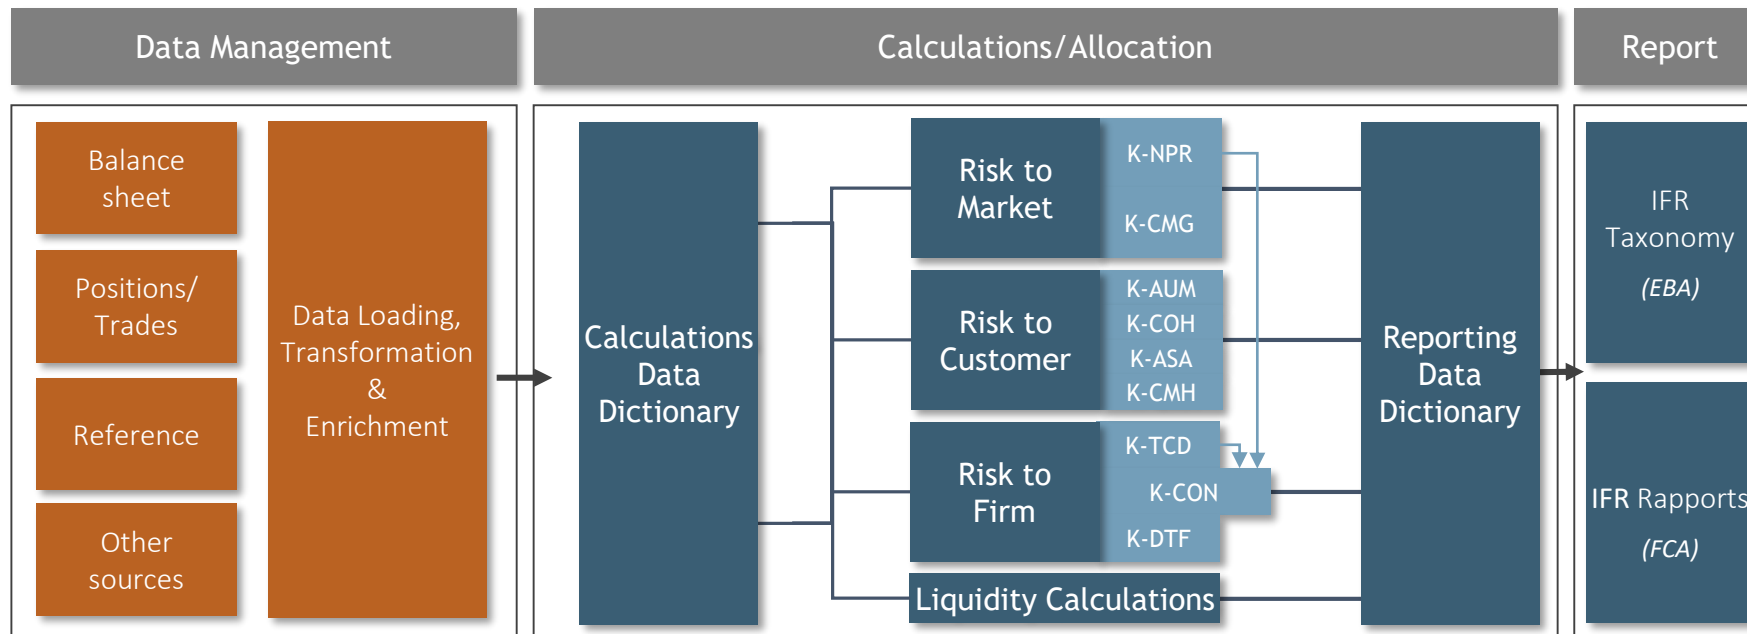 Data Management
Calculations/Allocation
Report
Balance
sheet
Positions/
Trades
Reference
Other
sources
Data Loading,
Transformation
&
Enrichment
Calculations
Data
Dictionary
Risk to
Market
K-NPR
K-CMG
Risk to
Customer
K-AUM
K-COH
K-ASA
K-CMH
Risk to
Firm
K-TCD
K-CON
K-DTF
Liquidity Calculations
Reporting
Data
Dictionary
IFR
Taxonomy
(EBA)
IFR Rapports
(FCA)